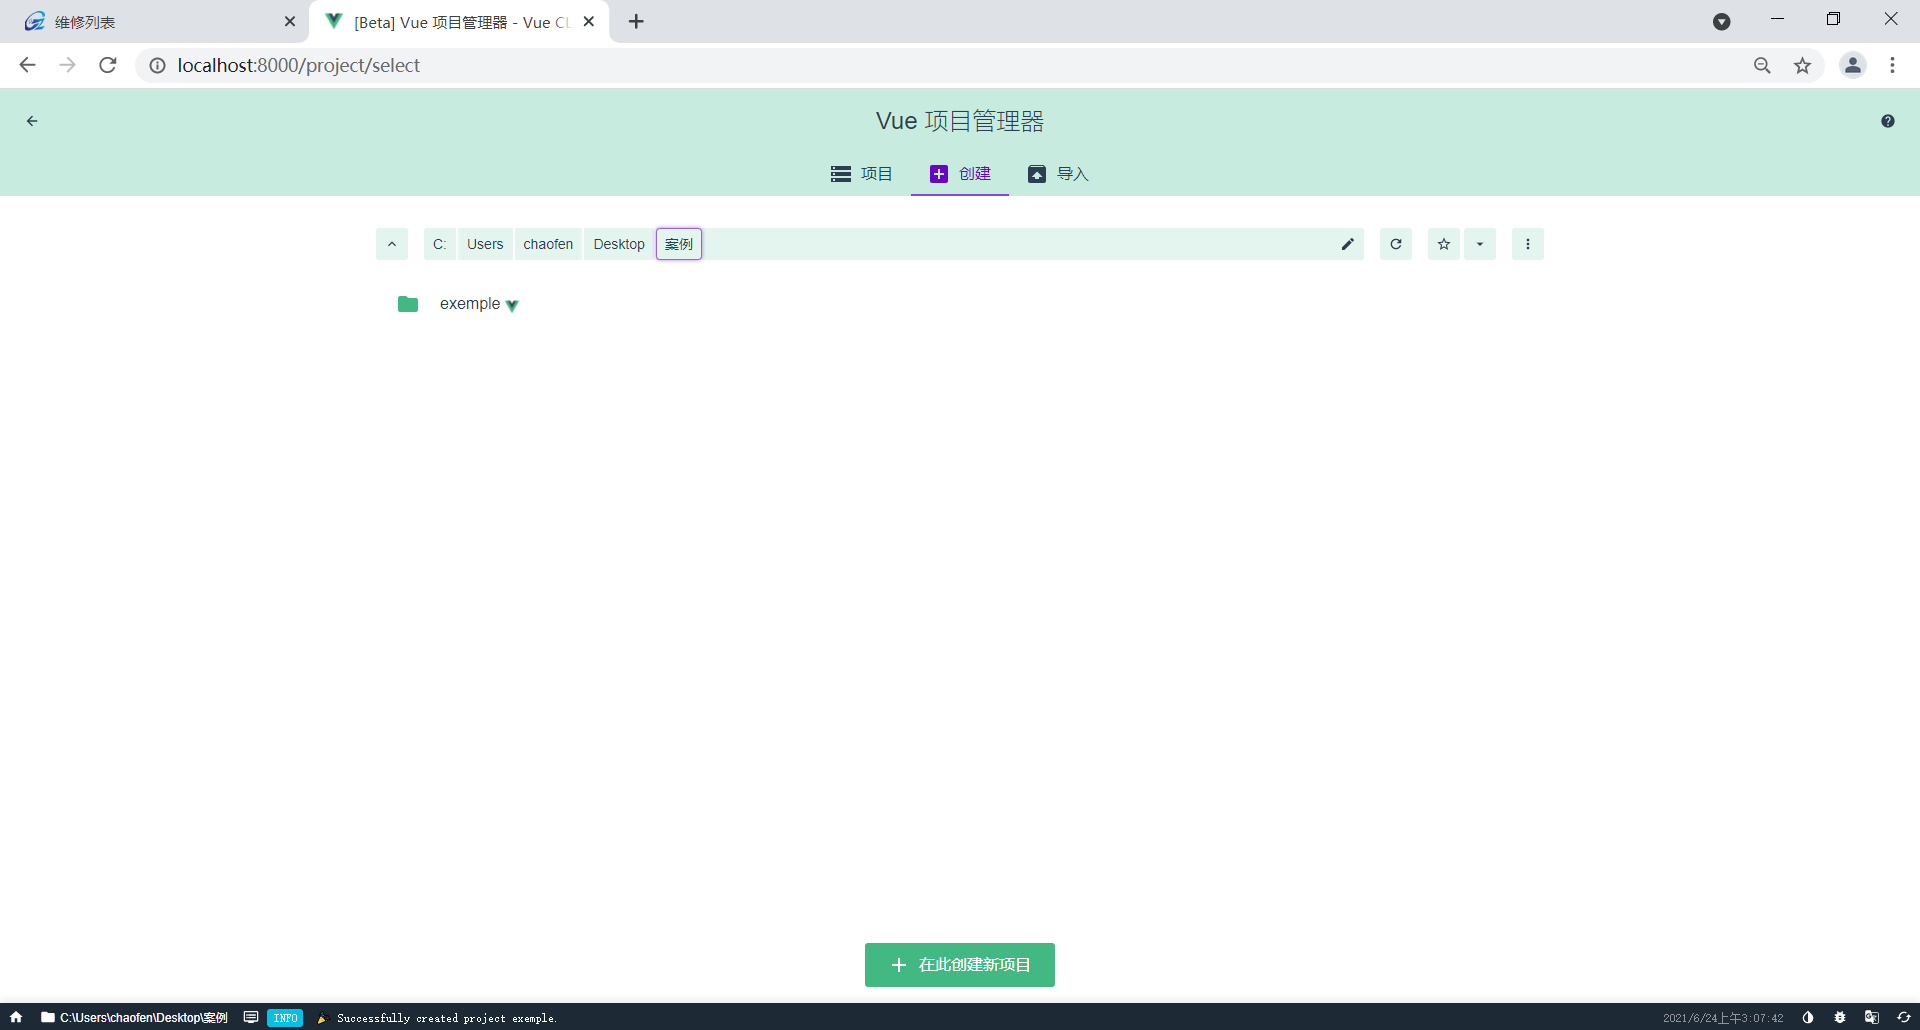 维修列表
[Beta] Vue 项目管理器 - Vue CL
localhost:8000/project/select
Vue 项目管理器
项目 创建 导入
C: Users chaofen Desktop 案例
exemple
在此创建新项目
C:\Users\chaofen\Desktop\案例 INFO Successfully created project exemple. 2021/6/24上午3:07:42